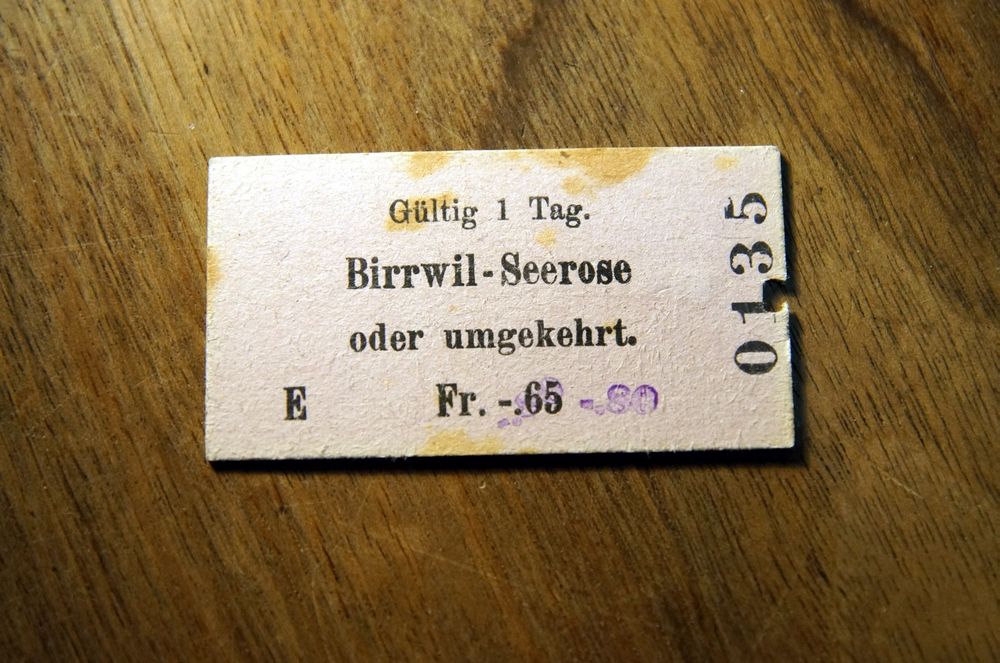 Gültig 1 Tag.
Birrwil-Seerose
oder umgekehrt.
E Fr. -.65 -.80
0135